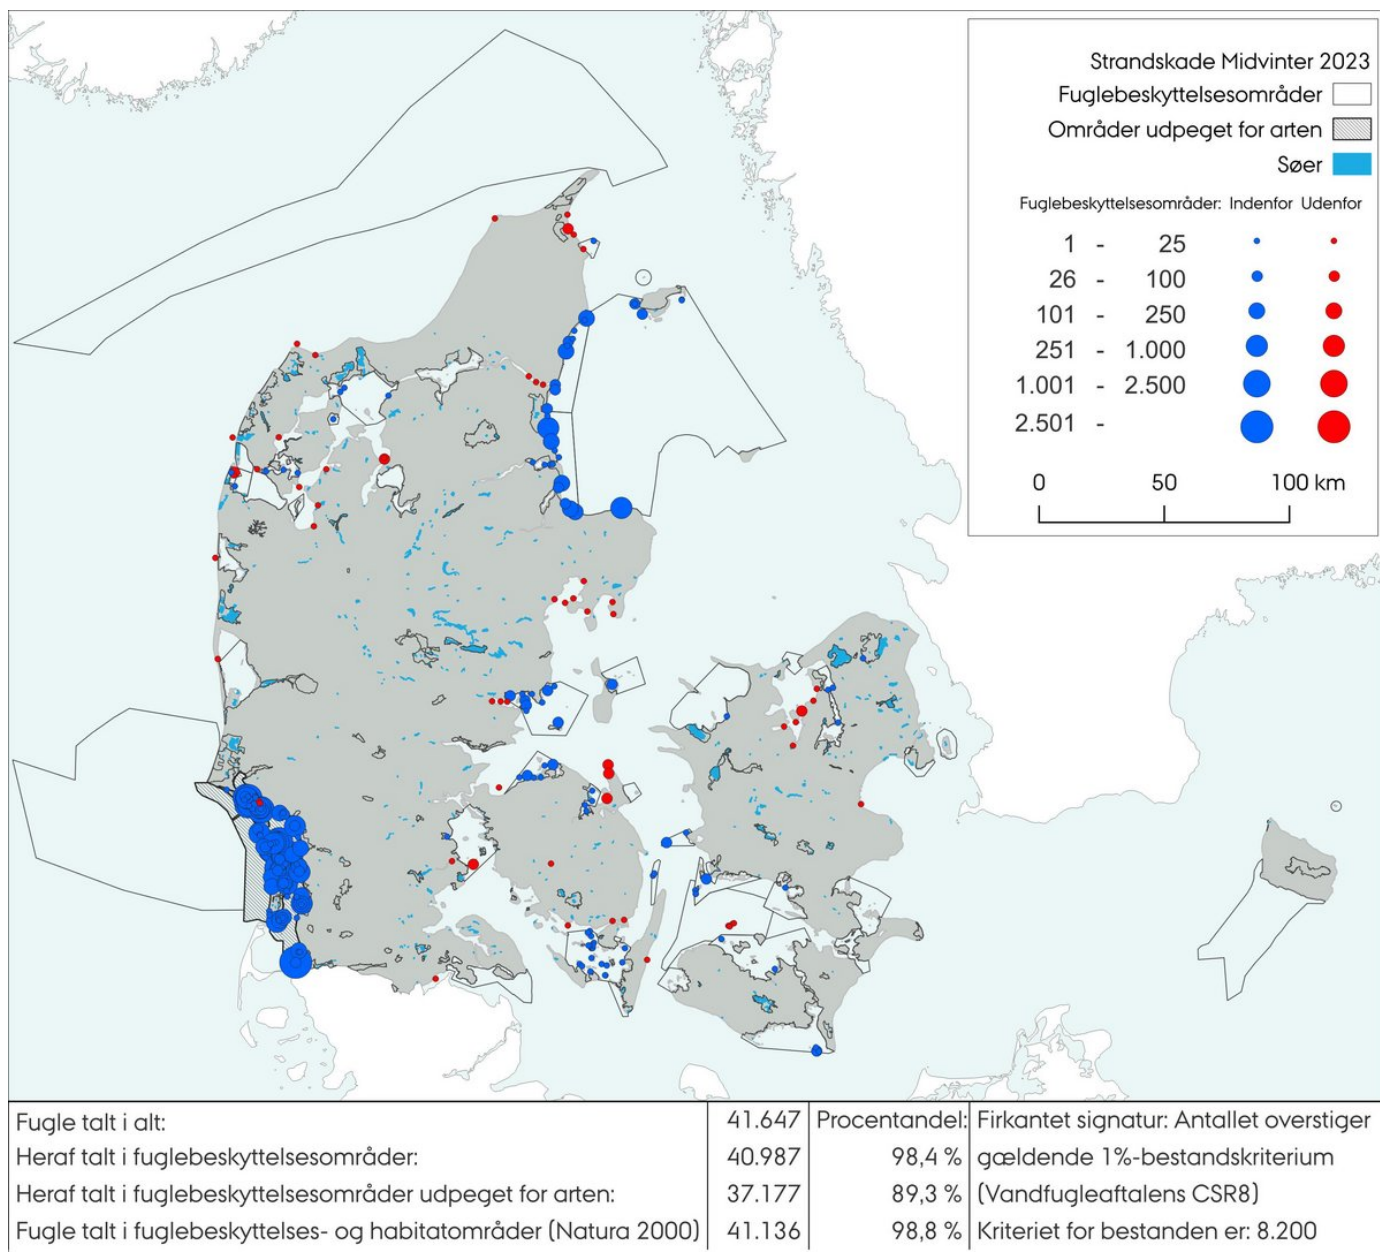 Strandskade Midvinter 2023
Fuglebeskyttelsesområder
Områder udpeget for arten
Søer
Fuglebeskyttelsesområder: Indenfor Udenfor
1 - 25
26 - 100
101 - 250
251 - 1.000
1.001 - 2.500
2.501 -
0 50 100 km
Fugle talt i alt: 41.647 Procentandel: Firkantet signatur: Antallet overstiger
Heraf talt i fuglebeskyttelsesområder: 40.987 98,4 % gældende 1%-bestandskriterium
Heraf talt i fuglebeskyttelsesområder udpeget for arten: 37.177 89,3 % (Vandfugleaftalens CSR8)
Fugle talt i fuglebeskyttelses- og habitatområder (Natura 2000) 41.136 98,8 % Kriteriet for bestanden er: 8.200